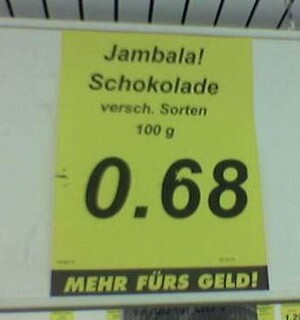 Jambala!
Schokolade
versch. Sorten
100 g
0.68
MEHR FÜRS GELD!